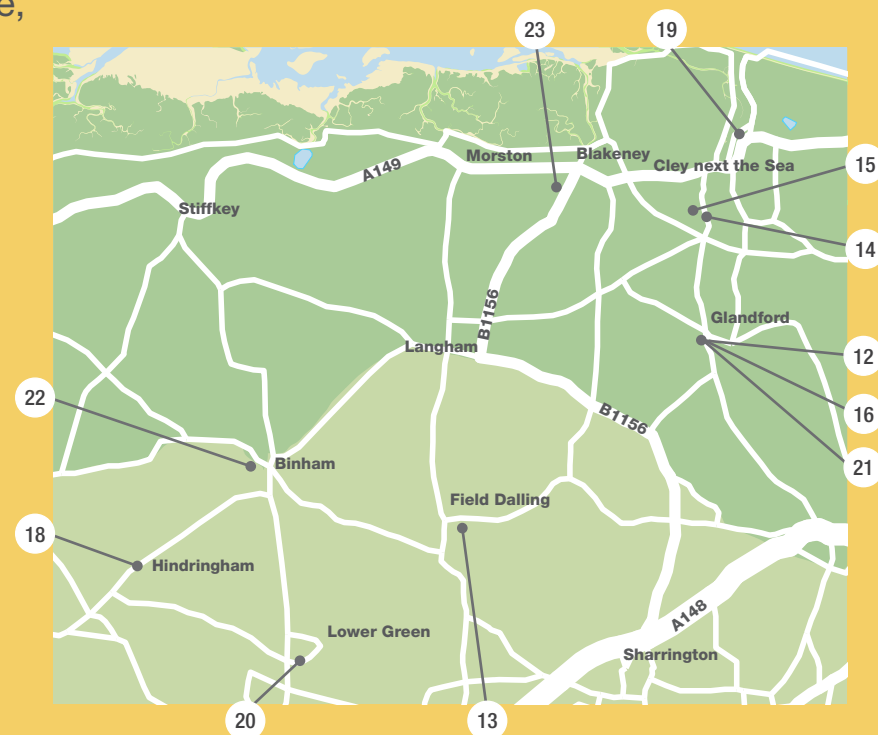 e,
23
19
Morston
Blakeney
A149
Cley next the Sea
15
Stiffkey
14
B1156
Glandford
Langham
12
22
B1156
16
Binham
21
Field Dalling
18
Hindringham
A148
Lower Green
Sharrington
20
13